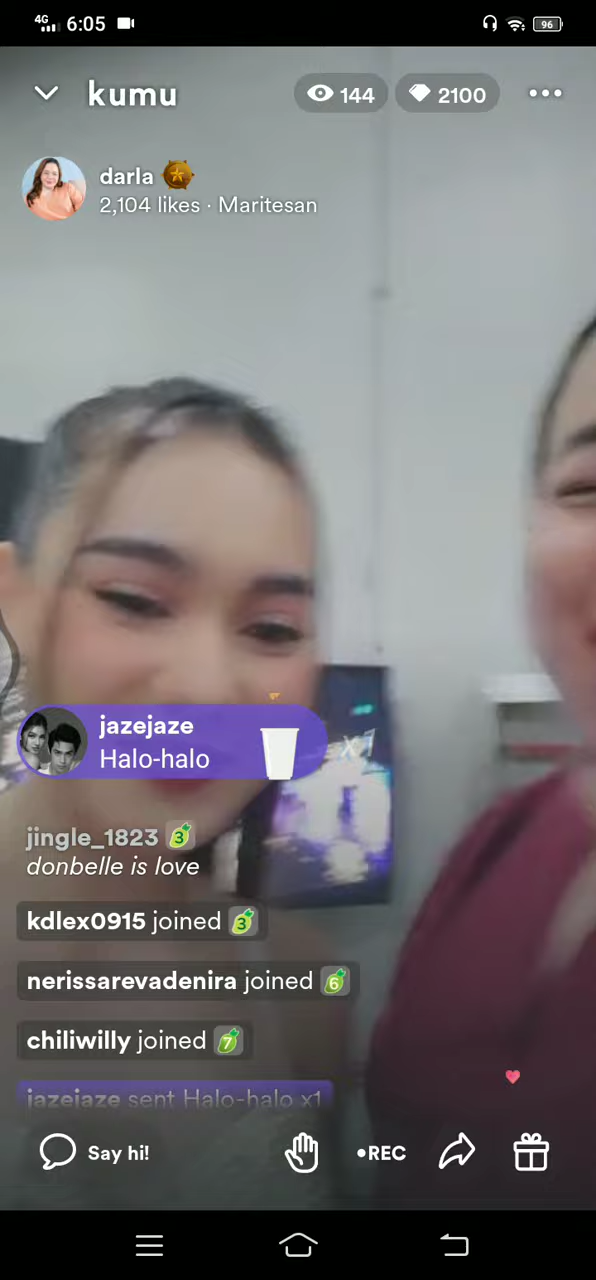 4G 6:05 96
kumu 144 2100
darla
2,104 likes · Maritesan
jazejaze
Halo-halo x1
jingle_1823 3
donbelle is love
kdlex0915 joined 3
nerissarevadenira joined 6
chiliwilly joined 7
jazejaze sent Halo-halo x1
Say hi! •REC